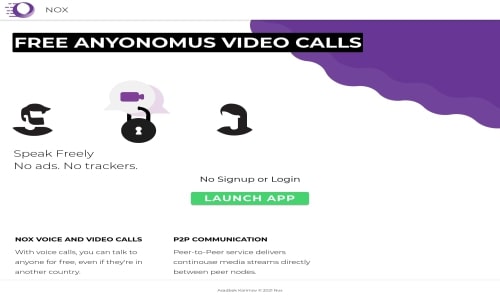 NOX
FREE ANYONOMUS VIDEO CALLS
Speak Freely
No ads. No trackers.
No Signup or Login
LAUNCH APP
NOX VOICE AND VIDEO CALLS
With voice calls, you can talk to
anyone for free, even if they're in
another country.
P2P COMMUNICATION
Peer-to-Peer service delivers
continouse media streams directly
between peer nodes.
© 2021 Nox